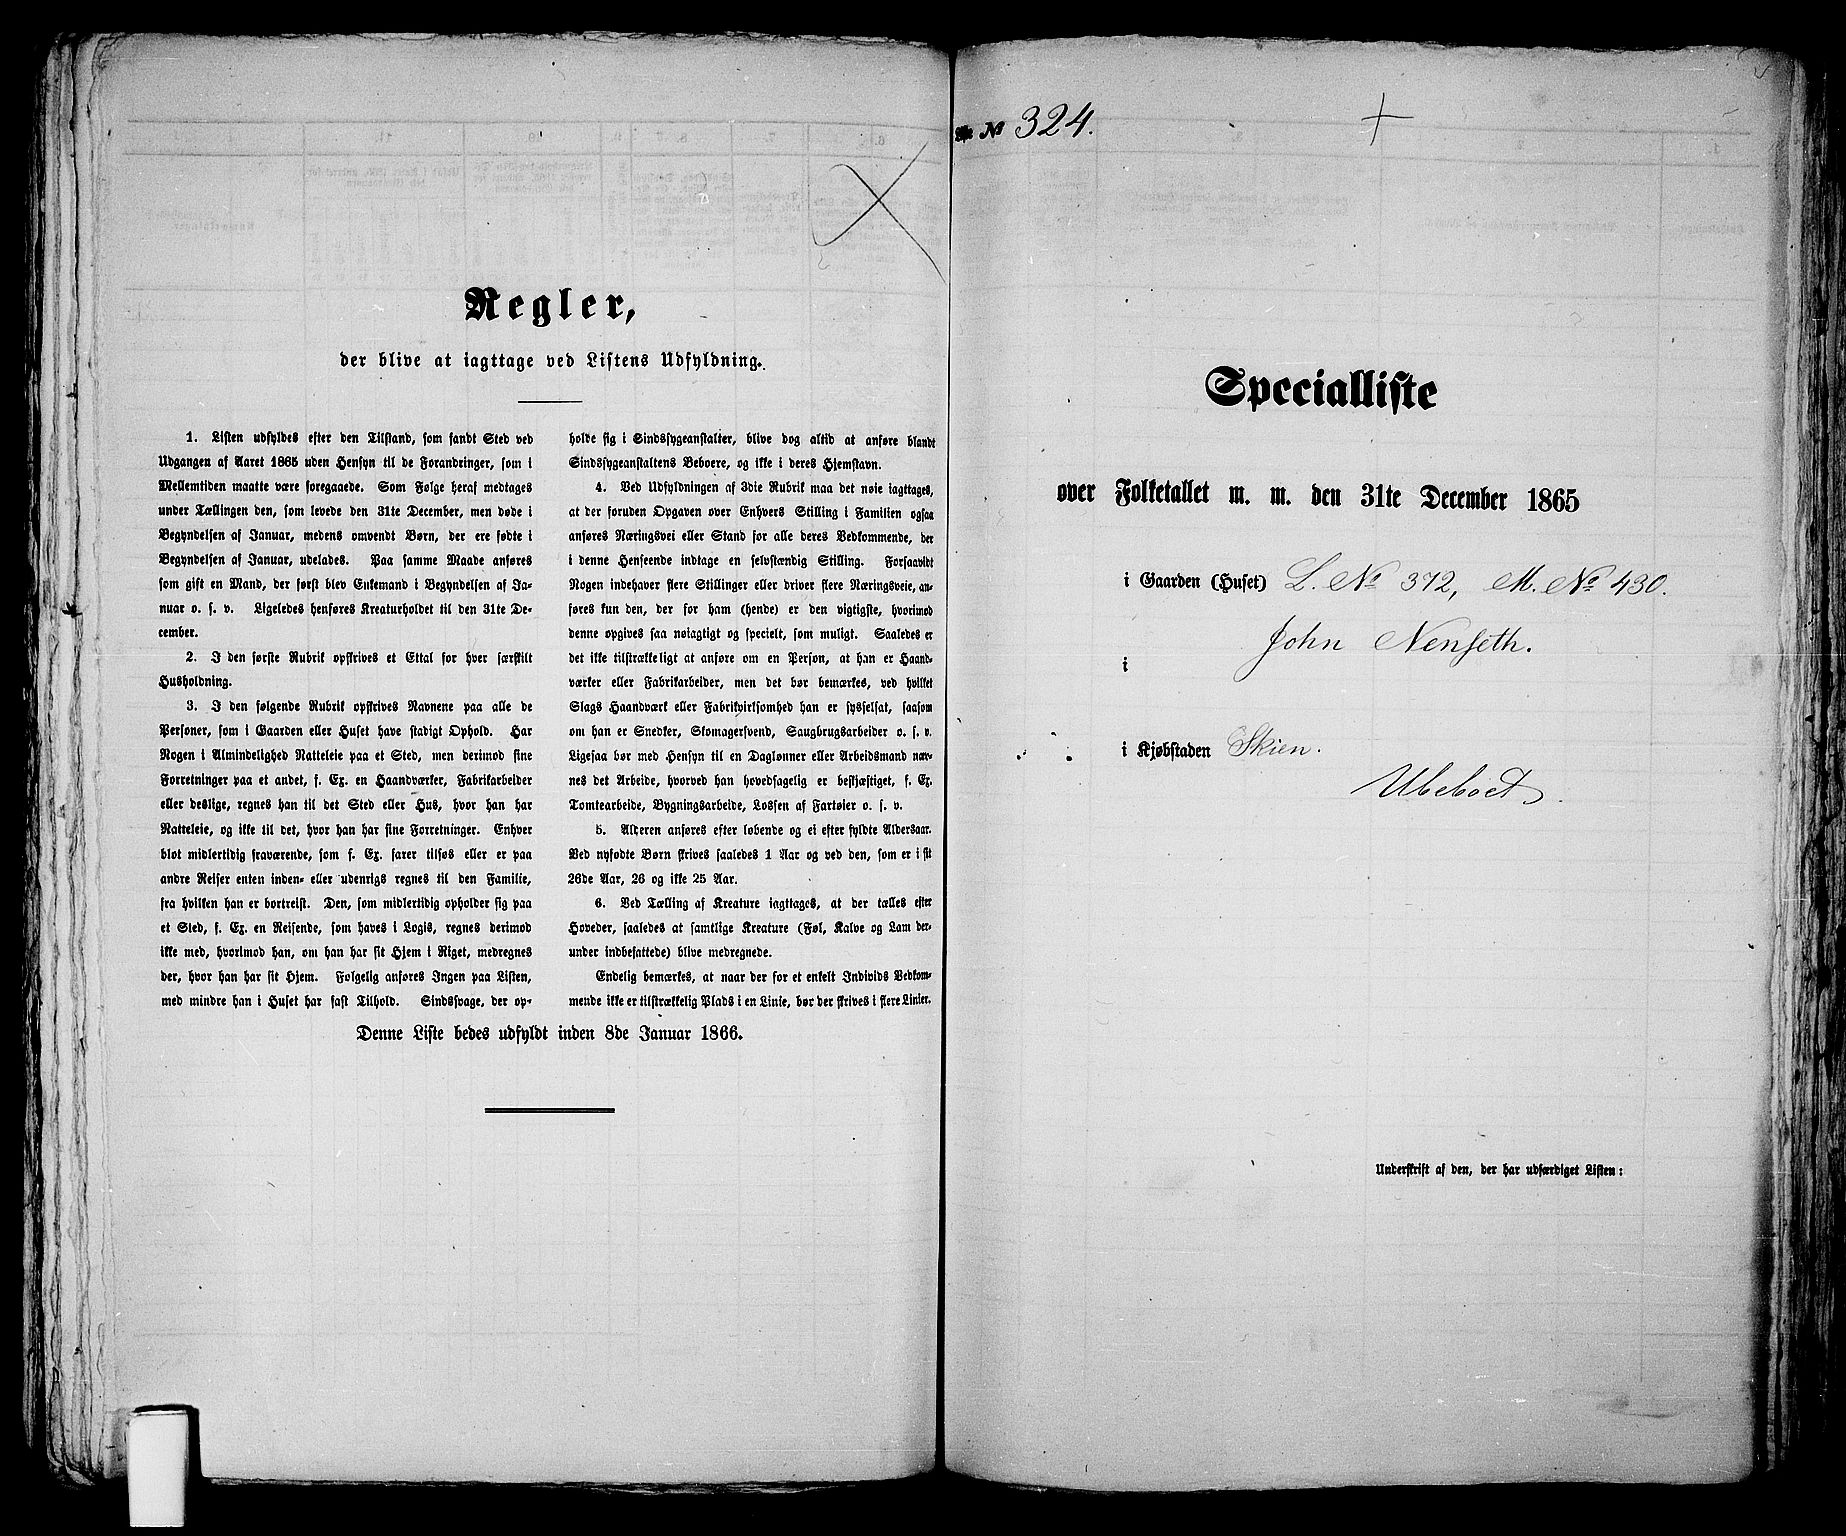 Regler,
der blive at iagttage ved Listens Udfyldning.
1. Listen udfyldes efter den Tilstand, som fandt Sted ved
Udgangen af Aaret 1865 uden Hensyn til de Forandringer, som i
Mellemtiden maatte være foregaaede. Som Følge heraf medtages
under Tællingen den, som levede den 31te December, men døde i
Begyndelsen af Januar, medens omvendt Børn, der ere fødte i
Begyndelsen af Januar, udelades. Paa samme Maade anføres
som gift en Mand, der først blev Enkemand i Begyndelsen af Ja-
nuar o. s. v. Ligeledes henføres Kreaturholdet til den 31te De-
cember.
2. I den første Rubrik opskrives et Ettal for hver særskilt
Husholdning.
3. I den følgende Rubrik opskrives Navnene paa alle de
Personer, som i Gaarden eller Huset have stadigt Ophold. Har
Nogen i Almindelighed Natteleie paa et Sted, men derimod sine
Forretninger paa et andet, f. Ex. en Haandværker, Fabrikarbeider
eller deslige, regnes han til det Sted eller Hus, hvor han har
Natteleie, og ikke til det, hvor han har sine Forretninger. Enhver
blot midlertidig fraværende, som f. Ex. farer tilsøs eller er paa
andre Reiser enten inden- eller udenrigs regnes til den Familie,
fra hvilken han er bortreist. Den, som midlertidig opholder sig paa
et Sted, f. Ex. en Reisende, som haves i Logis, regnes derimod
ikke med, hvorimod han, om han har sit Hjem i Riget, medregnes
der, hvor han har sit Hjem. Følgelig anføres Ingen paa Listen,
med mindre han i Huset har fast Tilhold. Sindssvage, der op-
holde sig i Sindssygeanstalter, blive dog altid at anføre blandt
Sindssygeanstaltens Beboere, og ikke i deres Hjemstavn.
4. Ved Udfyldningen af 3die Rubrik maa det nøie iagttages,
at der foruden Opgaven over Enhvers Stilling i Familien ogsaa
anføres Næringsvei eller Stand for alle deres Vedkommende, der
i denne Henseende indtage en selvstændig Stilling. Forsaavidt
Nogen indehaver flere Stillinger eller driver flere Næringsveie, an-
føres kun den, der for ham (hende) er den vigtigste, hvorimod
denne opgives saa nøiagtigt og specielt, som muligt. Saaledes er
det ikke tilstrækkeligt at anføre om en Person, at han er Haand-
værker eller Fabrikarbeider, men det bør bemærkes, ved hvilket
Slags Haandværk eller Fabrikvirksomhed han er sysselsat, saasom
om han er Snedker, Skomagersvend, Saugbrugsarbeider o. s. v.
Ligesaa bør med Hensyn til en Daglønner eller Arbeidsmand næv-
nes det Arbeide, hvorved han hovedsagelig er beskjæftiget, f. Ex.
Tomtearbeide, Bygningsarbeide, Lossen af Fartøier o. s. v.
5. Alderen anføres efter løbende og ei efter fyldte Aldersaar.
Ved nyfødte Børn skrives saaledes 1 Aar og ved den, som er i sit
26de Aar, 26 og ikke 25 Aar.
6. Ved Tælling af Kreature iagttages, at der tælles efter
Hoveder, saaledes at samtlige Kreature (Føl, Kalve og Lam der-
under indbefattede) blive medregnede.
Endelig bemærkes, at naar der for et enkelt Individs Vedkom-
mende ikke er tilstrækkelig Plads i en Linie, bør der skrives i flere Linier.
Denne Liste bedes udfyldt inden 8de Januar 1866.
No 324.
Specialliste
over Folketallet m. m. den 31te December 1865
i Gaarden (Huset) L. No 372, M. No 430.
John Nenseth.
i
i Kjøbstaden Skien.
Ubeboet.
Underskrift af den, der har udfærdiget Listen: